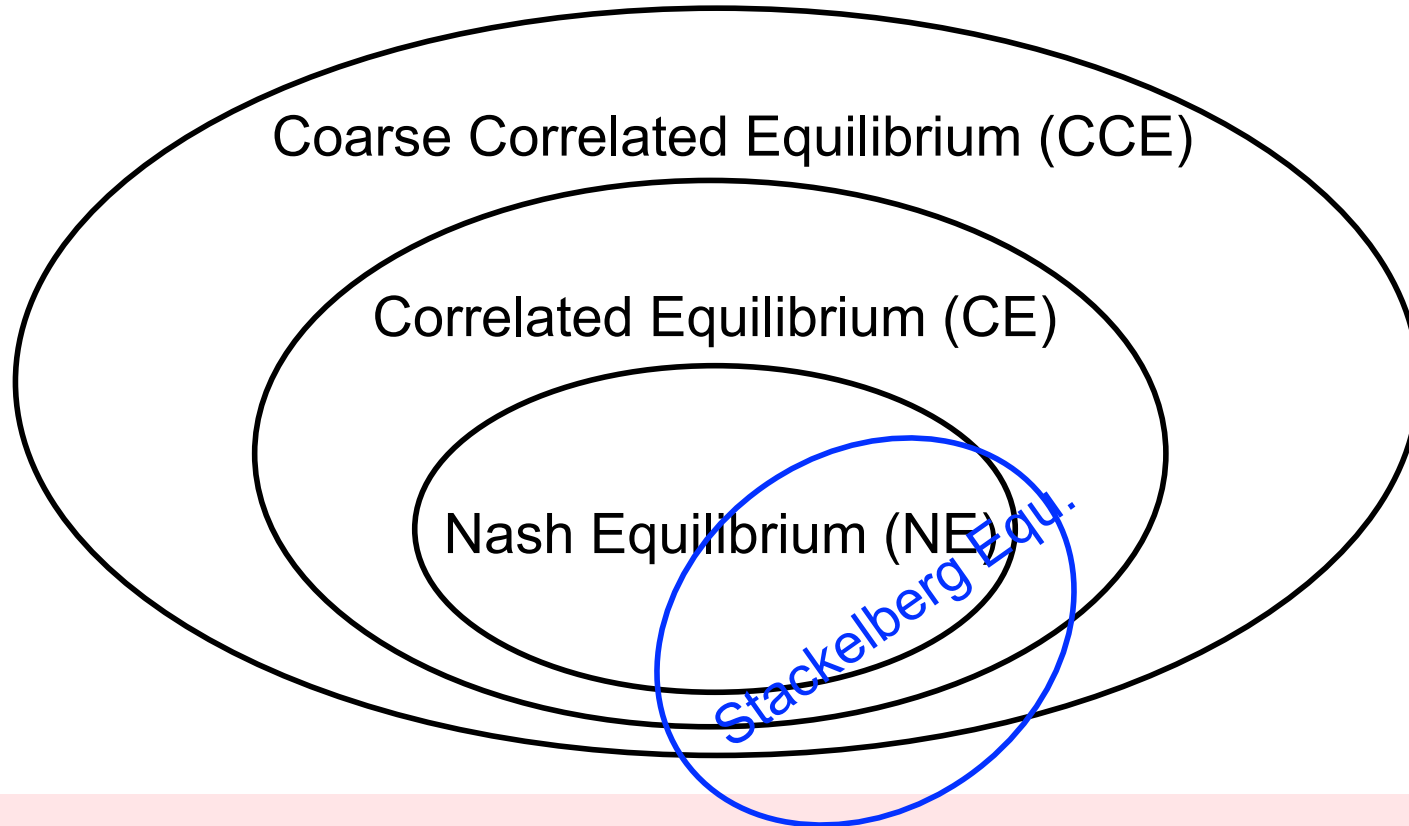 Coarse Correlated Equilibrium (CCE)
Correlated Equilibrium (CE)
Nash Equilibrium (NE)
Stackelberg Equ.